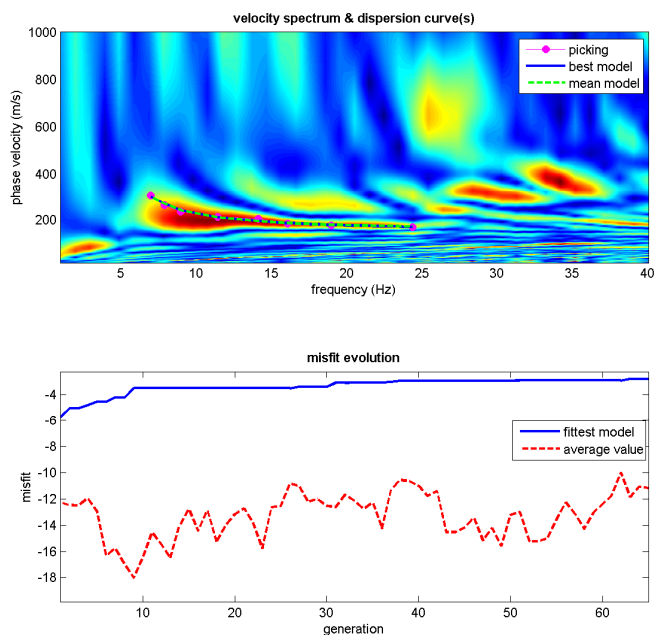 velocity spectrum & dispersion curve(s)
1000
800
600
400
200
phase velocity (m/s)
picking
best model
mean model
5 10 15 20 25 30 35 40
frequency (Hz)
misfit evolution
-4
-6
-8
-10
-12
-14
-16
-18
misfit
fittest model
average value
10 20 30 40 50 60
generation